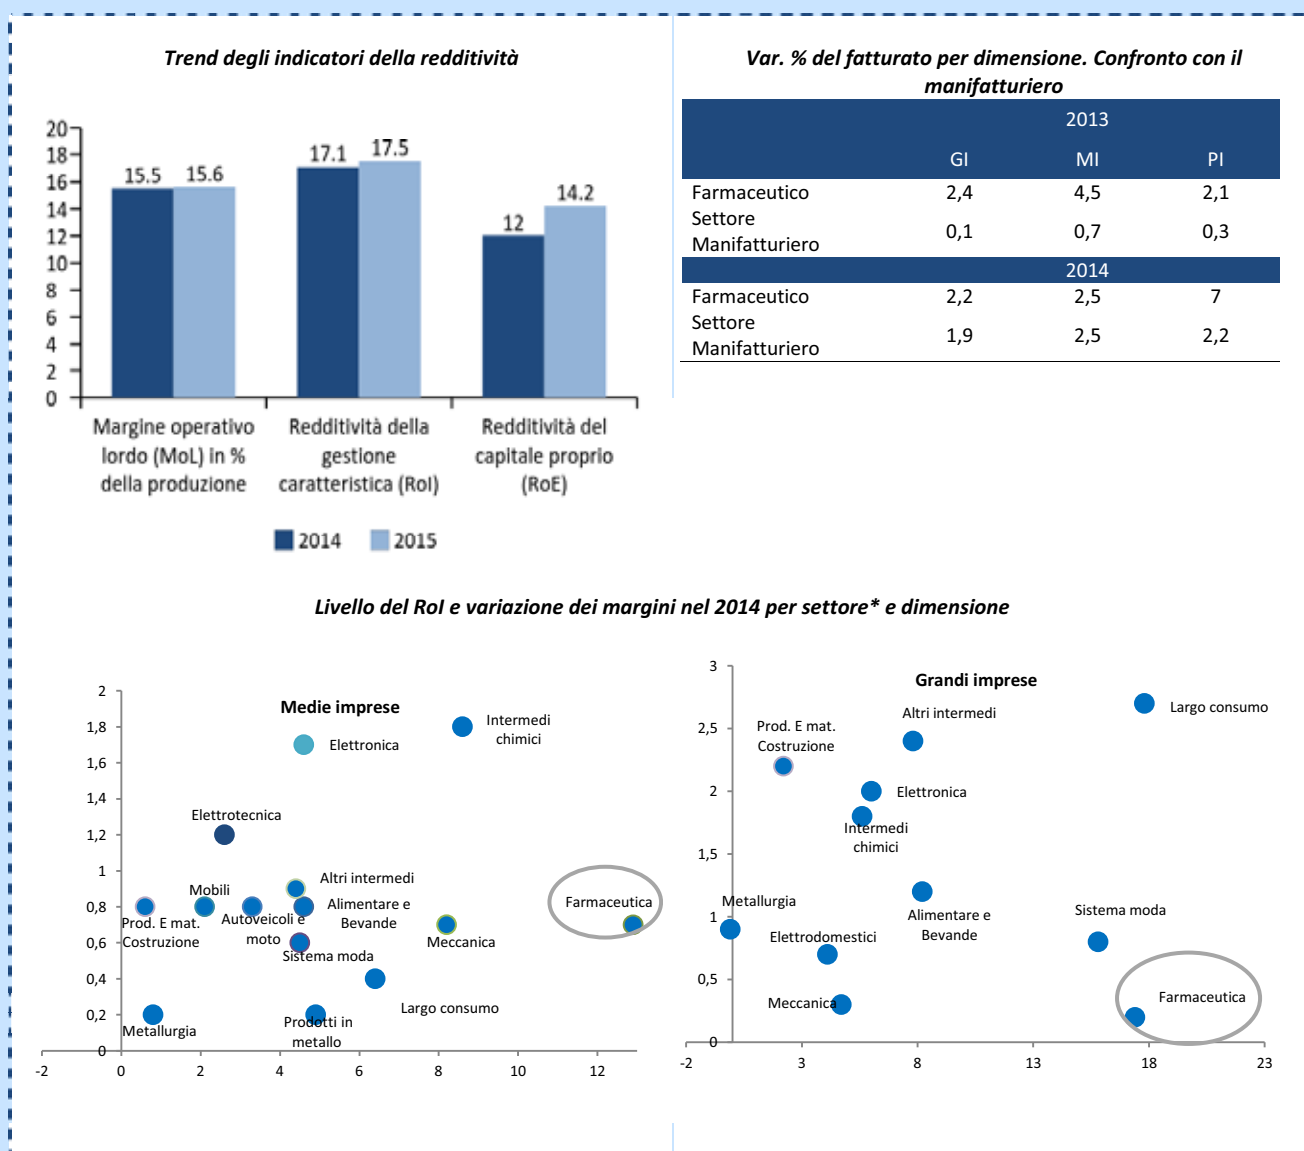 Trend degli indicatori della redditività
20
18
16
14
12
10
8
6
4
2
0
15.5
15.6
17.1
17.5
12
14.2
Margine operativo
lordo (MoL) in %
della produzione
Redditività della
gestione
caratteristica (RoI)
Redditività del
capitale proprio
(RoE)
2014
2015
Var. % del fatturato per dimensione. Confronto con il
manifatturiero
2013
GI MI PI
Farmaceutico 2,4 4,5 2,1
Settore
Manifatturiero 0,1 0,7 0,3
2014
Farmaceutico 2,2 2,5 7
Settore
Manifatturiero 1,9 2,5 2,2
Livello del RoI e variazione dei margini nel 2014 per settore* e dimensione
Medie imprese
2
1,8
1,6
1,4
1,2
1
0,8
0,6
0,4
0,2
0
Intermedi
chimici
Elettronica
Elettrotecnica
Altri intermedi
Mobili
Alimentare e
Bevande
Farmaceutica
Prod. E mat.
Costruzione
Autoveicoli e
moto
Meccanica
Sistema moda
Largo consumo
Metallurgia
Prodotti in
metallo
-2 0 2 4 6 8 10 12
Grandi imprese
3
2,5
2
1,5
1
0,5
0
Largo consumo
Altri intermedi
Prod. E mat.
Costruzione
Elettronica
Intermedi
chimici
Metallurgia
Alimentare e
Bevande
Sistema moda
Elettrodomestici
Meccanica
Farmaceutica
-2 3 8 13 18 23